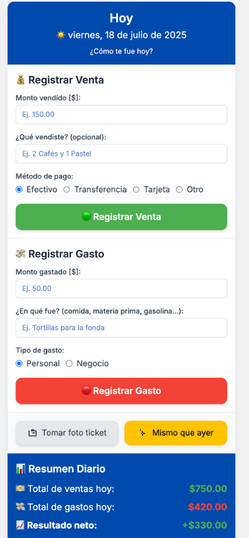 Hoy
☀️ viernes, 18 de julio de 2025
¿Cómo te fue hoy?
💰 Registrar Venta
Monto vendido [$]:
Ej. 150.00
¿Qué vendiste? (opcional):
Ej. 2 Cafés y 1 Pastel
Método de pago:
Efectivo Transferencia Tarjeta Otro
🟢 Registrar Venta
💸 Registrar Gasto
Monto gastado [$]:
Ej. 50.00
¿En qué fue? (comida, materia prima, gasolina...):
Ej. Tortillas para la fonda
Tipo de gasto:
Personal Negocio
🔴 Registrar Gasto
Tomar foto ticket
Mismo que ayer
📊 Resumen Diario
💴 Total de ventas hoy: $750.00
💸 Total de gastos hoy: $420.00
📈 Resultado neto: +$330.00